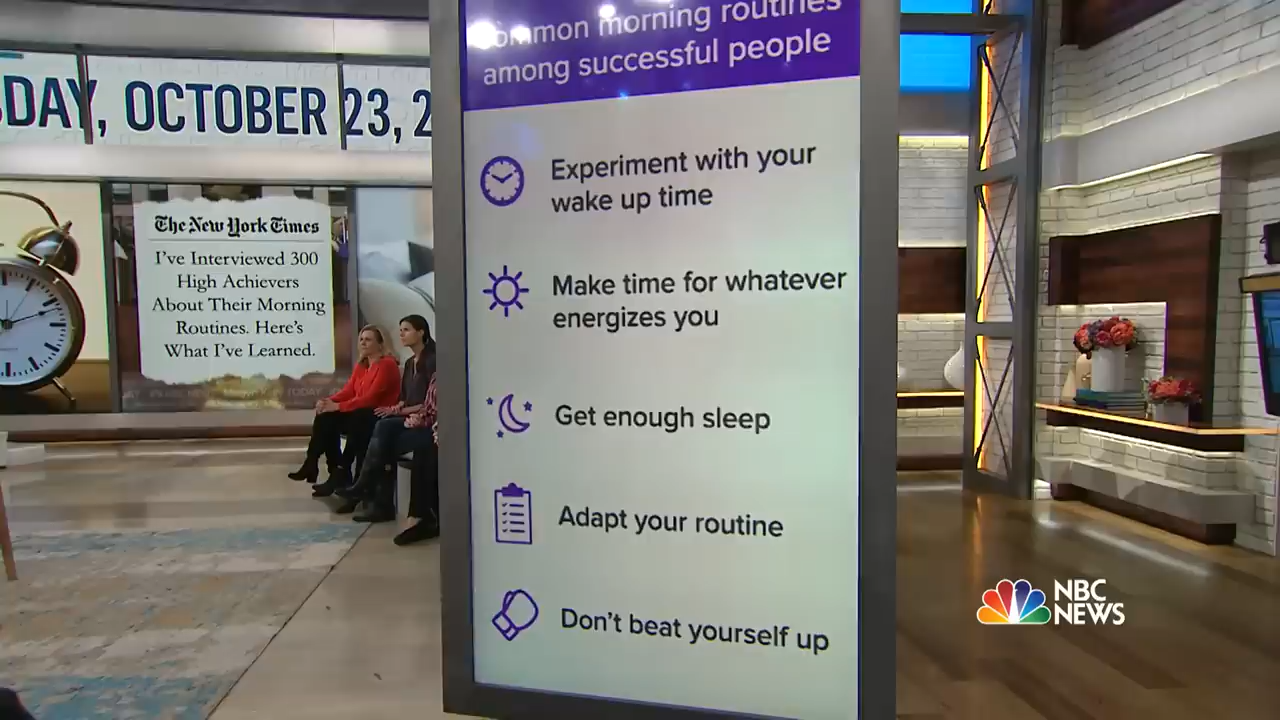 common morning routines
among successful people
SDAY, OCTOBER 23, 2
The New York Times
I've Interviewed 300
High Achievers
About Their Morning
Routines. Here's
What I've Learned.
Experiment with your
wake up time
Make time for whatever
energizes you
Get enough sleep
Adapt your routine
Don't beat yourself up
NBC
NEWS